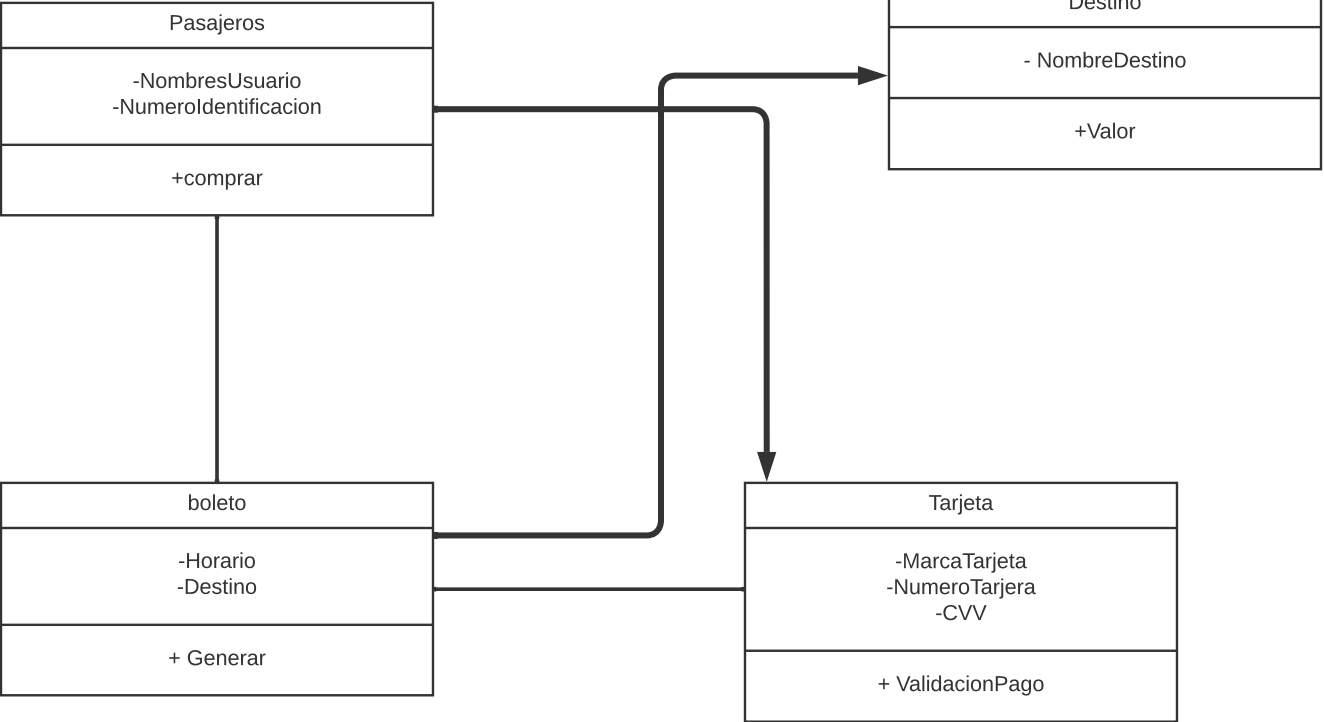 Pasajeros
-NombresUsuario
-NumeroIdentificacion
+comprar
Destino
- NombreDestino
+Valor
boleto
-Horario
-Destino
+ Generar
Tarjeta
-MarcaTarjeta
-NumeroTarjera
-CVV
+ ValidacionPago